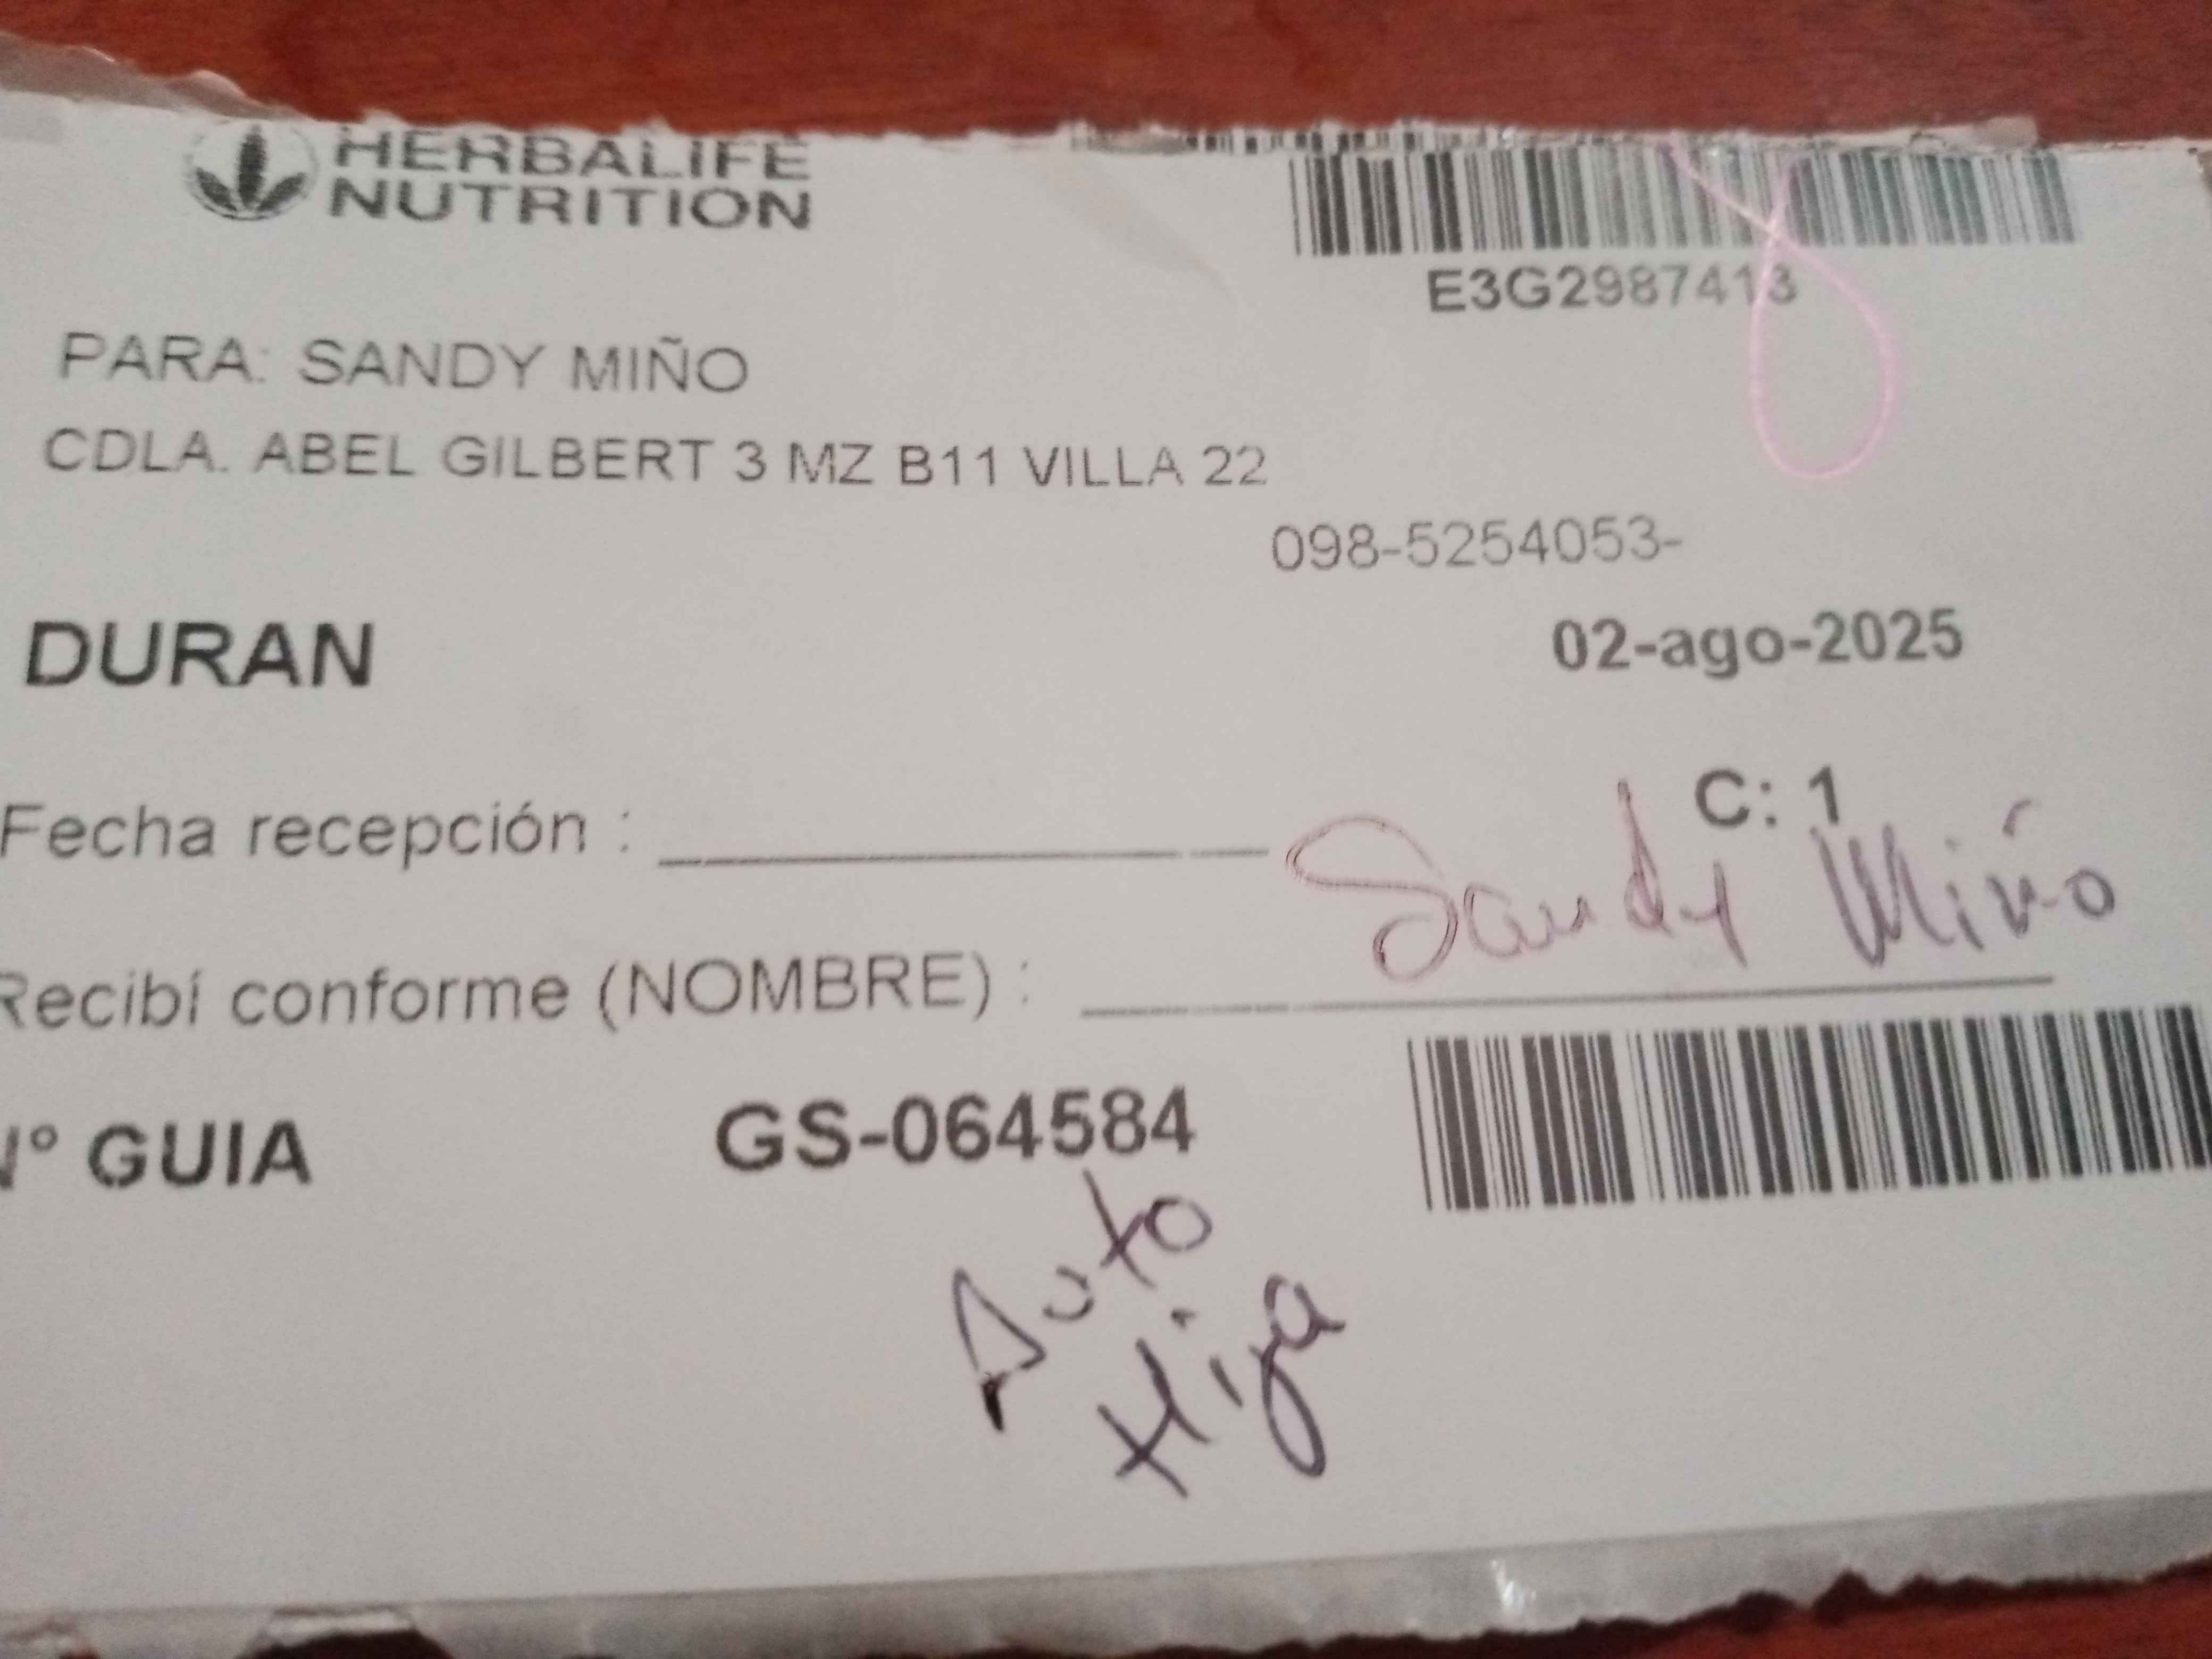 HERBALIFE
NUTRITION
E3G2987413
PARA: SANDY MIÑO
CDLA. ABEL GILBERT 3 MZ B11 VILLA 22
098-5254053-
DURAN
02-ago-2025
C: 1
Fecha recepción :
Sandy Miño
Recibí conforme (NOMBRE) :
N° GUIA GS-064584
Auto
Hija